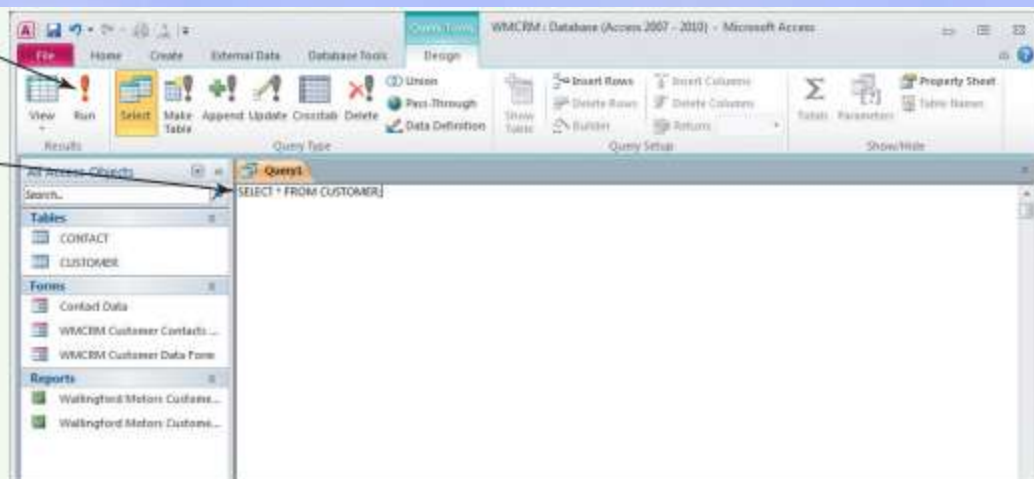 Query Tools
WMCRM : Database (Access 2007 - 2010) - Microsoft Access
File Home Create External Data Database Tools Design
View
Run
Select
Make Table
Append
Update
Crosstab
Delete
Union
Pass-Through
Data Definition
Show Table
Insert Rows
Delete Rows
Builder
Insert Columns
Delete Columns
Return:
Totals
Parameters
Property Sheet
Table Names
Results
Query Type
Query Setup
Show/Hide
All Access Objects
Query1
Search...
SELECT * FROM CUSTOMER;
Tables
CONTACT
CUSTOMER
Forms
Contact Data
WMCRM Customer Contacts ...
WMCRM Customer Data Form
Reports
Wallingford Motors Custome...
Wallingford Motors Custome...